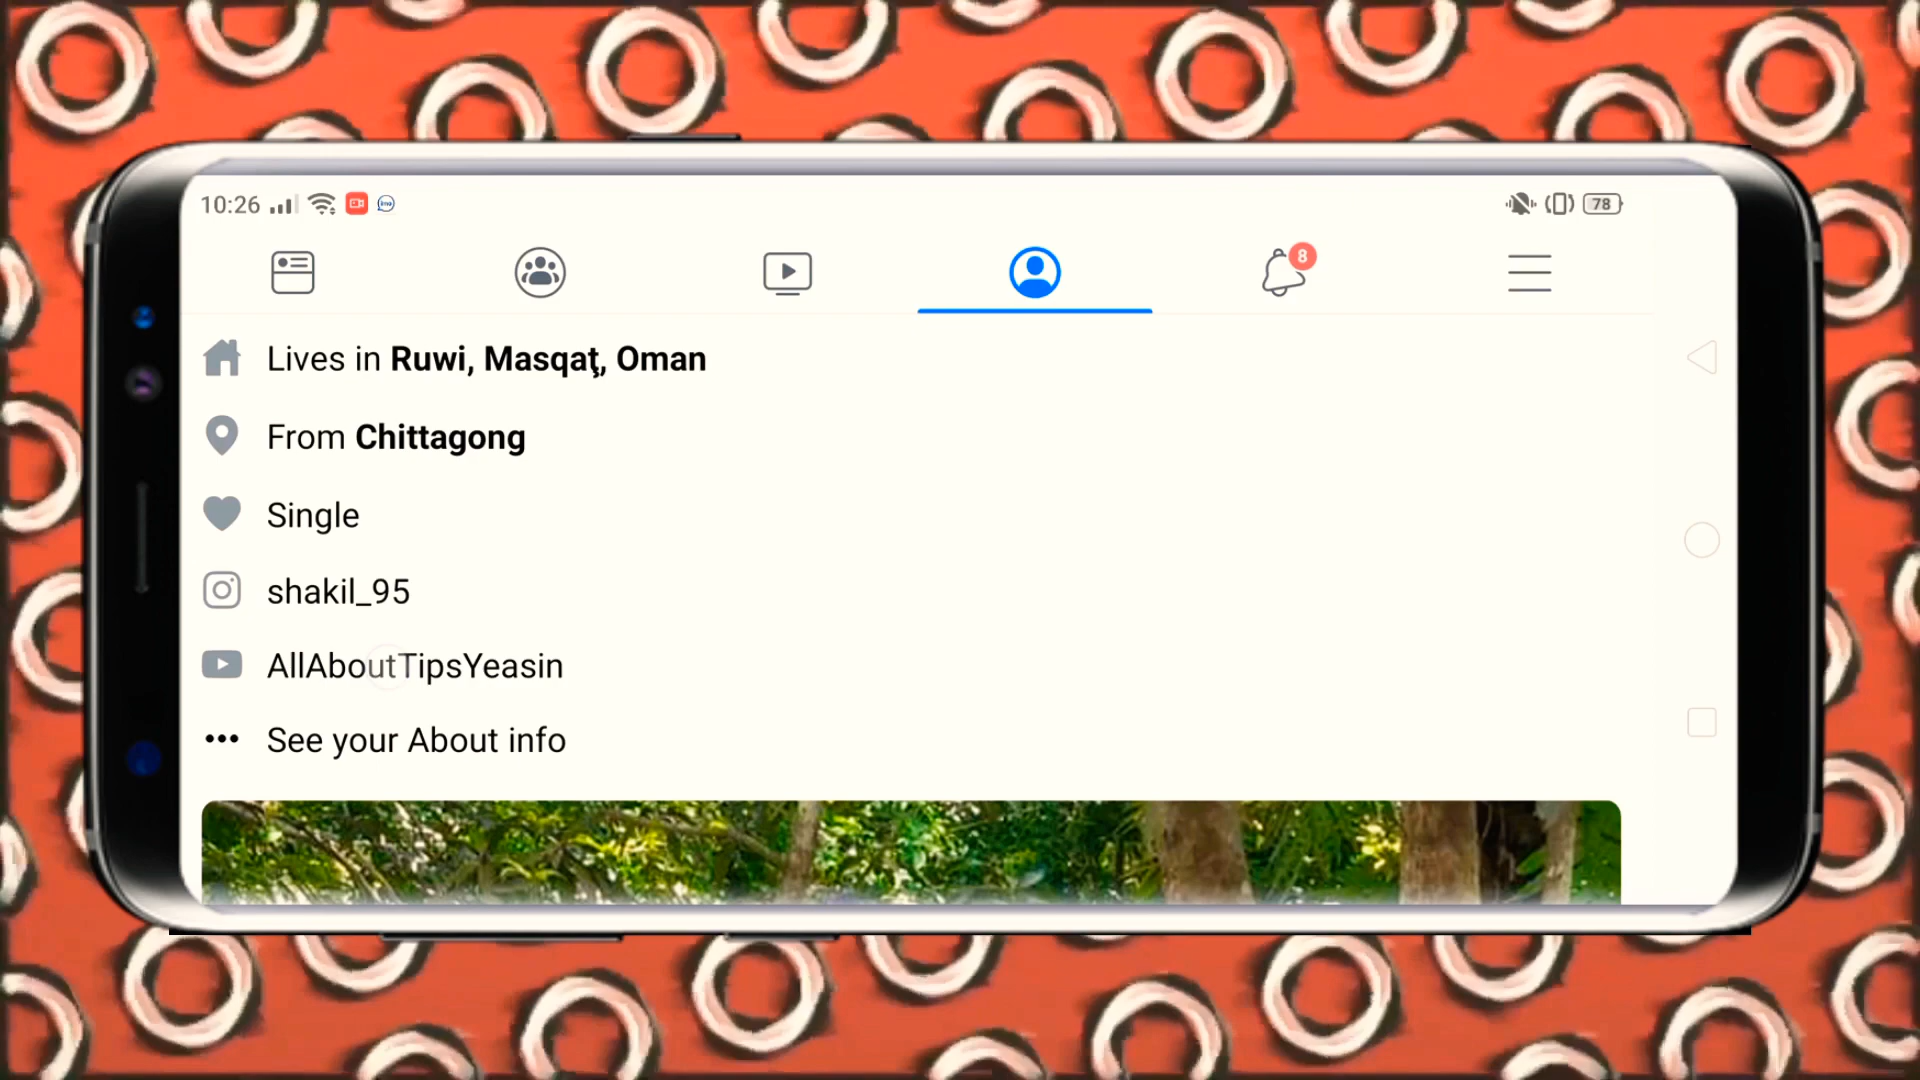 10:26
78
8
Lives in Ruwi, Masqaţ, Oman
From Chittagong
Single
shakil_95
AllAboutTipsYeasin
See your About info